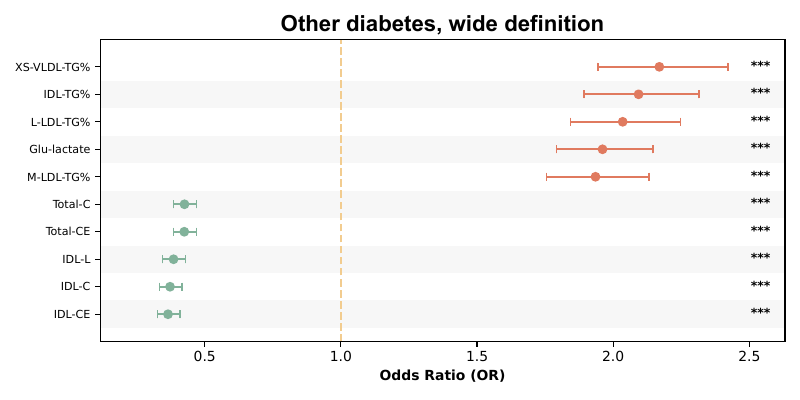 Other diabetes, wide definition
XS-VLDL-TG% ***
IDL-TG% ***
L-LDL-TG% ***
Glu-lactate ***
M-LDL-TG% ***
Total-C ***
Total-CE ***
IDL-L ***
IDL-C ***
IDL-CE ***
0.5 1.0 1.5 2.0 2.5
Odds Ratio (OR)